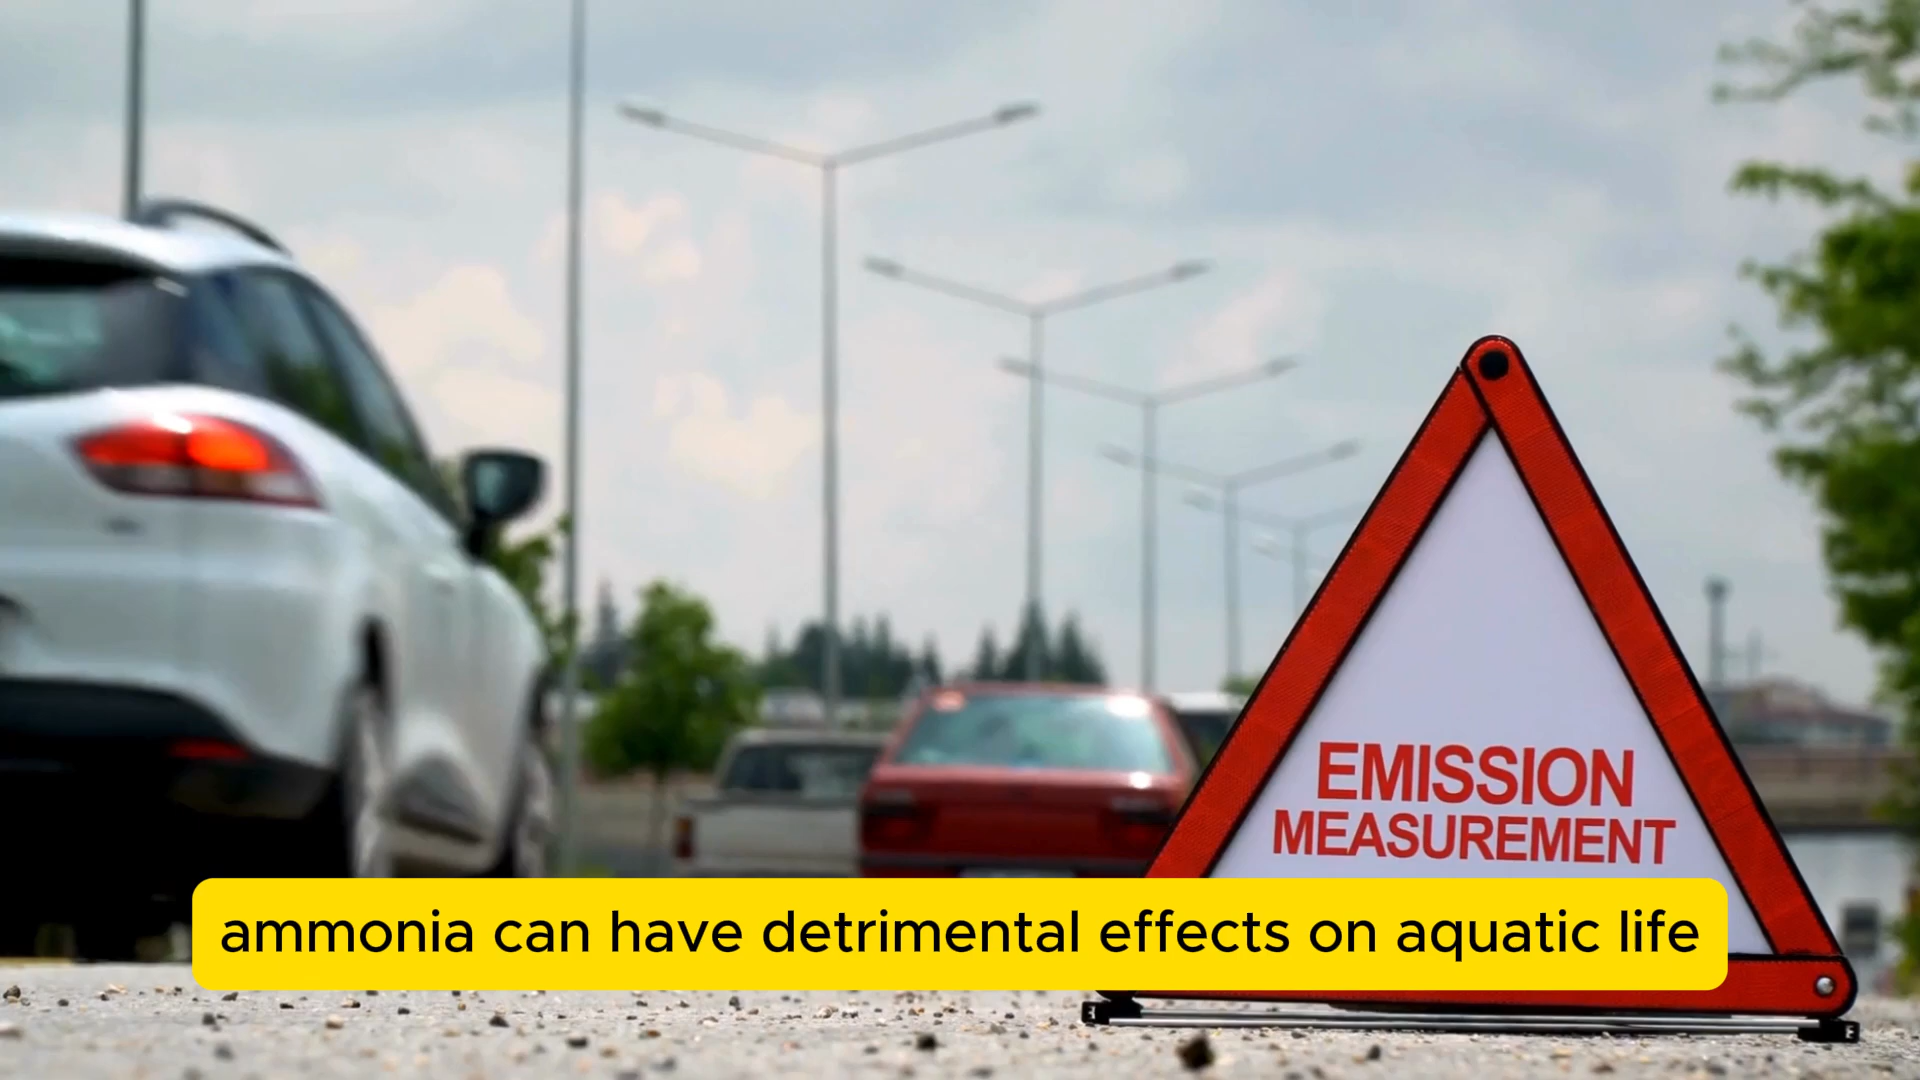 EMISSION
MEASUREMENT
ammonia can have detrimental effects on aquatic life